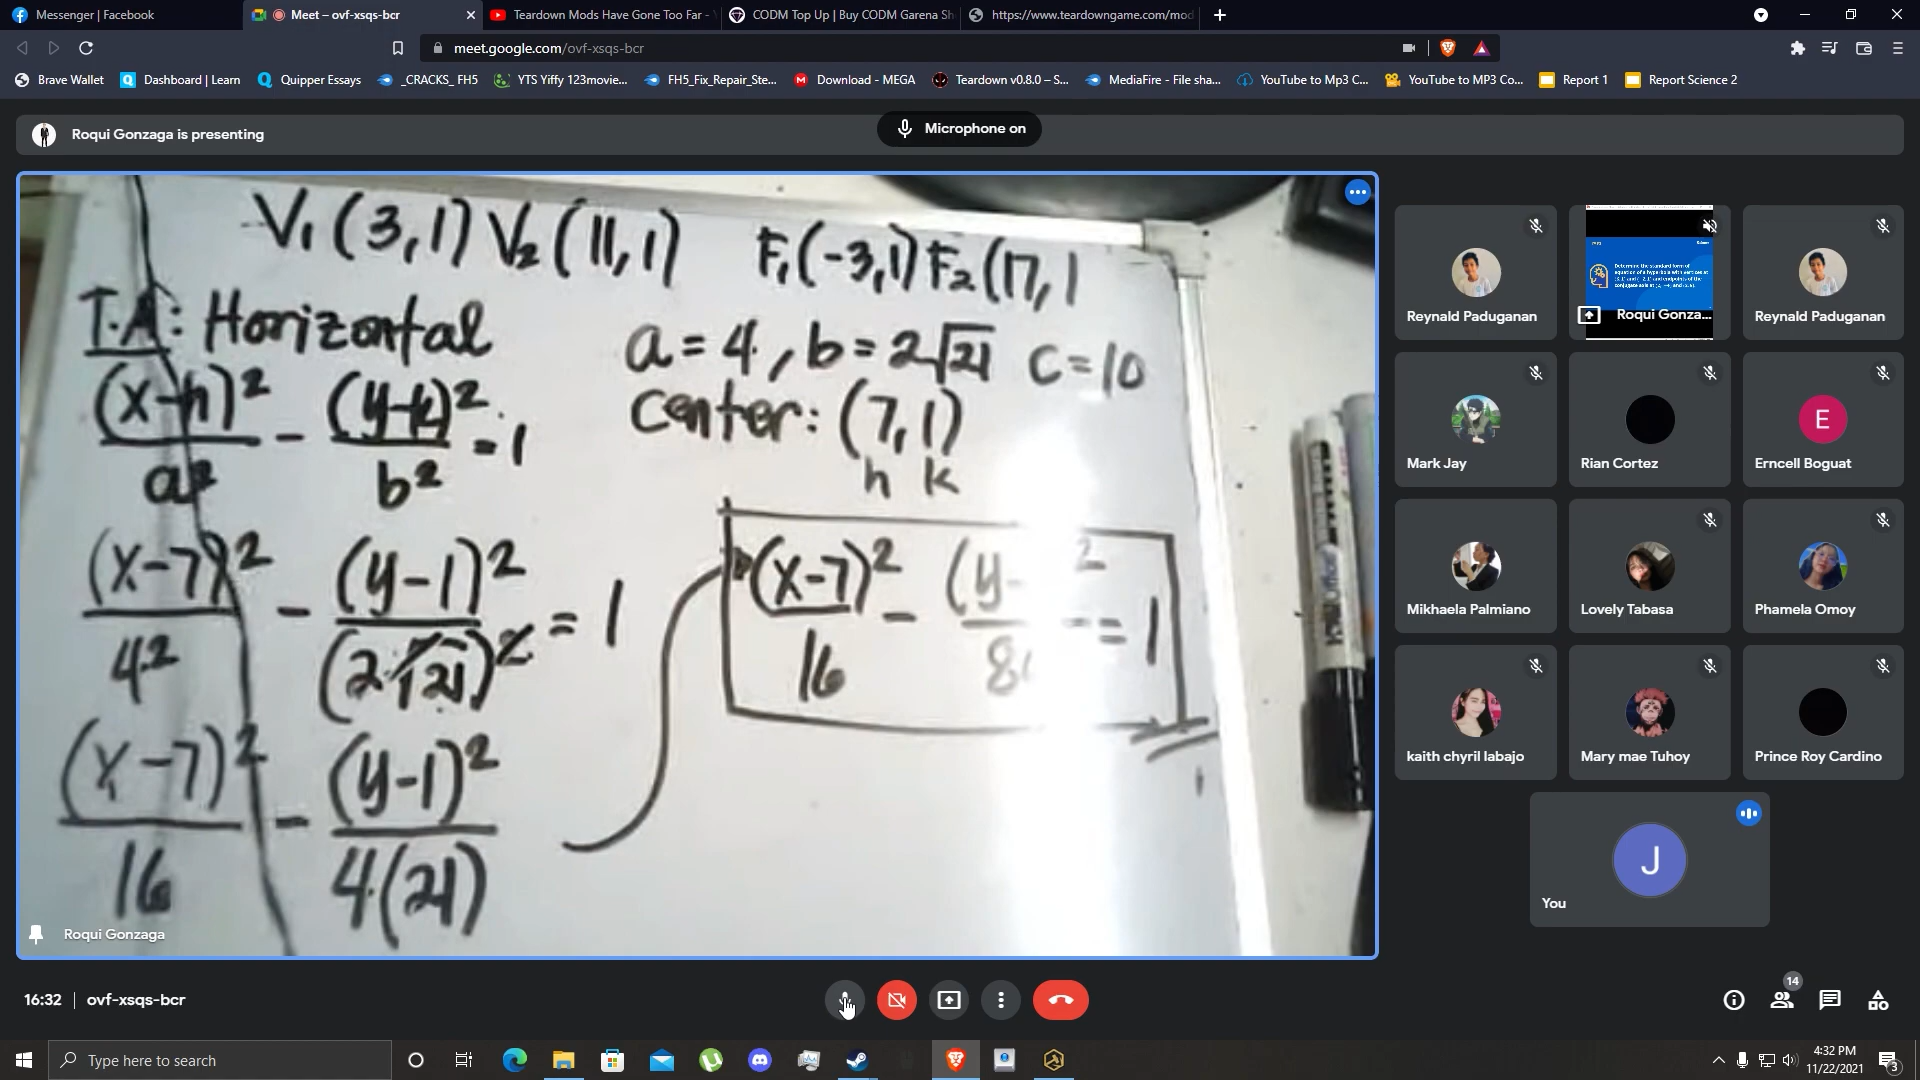 Messenger | Facebook
Meet – ovf-xsqs-bcr
Teardown Mods Have Gone Too Far -
CODM Top Up | Buy CODM Garena Sh
https://www.teardowngame.com/mod
meet.google.com/ovf-xsqs-bcr
Brave Wallet
Dashboard | Learn
Quipper Essays
_CRACKS_ FH5
YTS Yiffy 123movie...
FH5_Fix_Repair_Ste...
Download - MEGA
Teardown v0.8.0 – S...
MediaFire - File sha...
YouTube to Mp3 C...
YouTube to MP3 Co...
Report 1
Report Science 2
Roqui Gonzaga is presenting
Microphone on
V₁(3,1) V₂(11,1) F₁(-3,1) F₂(17,1
T.A: Horizontal
a=4, b=2√21 c=10
(x-h)²/a² - (y-k)²/b² = 1
center: (7,1)
h k
(x-7)²/4² - (y-1)²/(2√21)² = 1
(x-7)²/16 - (y- ²/8 = 1
(x-7)²/16 - (y-1)²/4(21)
Roqui Gonzaga
Reynald Paduganan
Roqui Gonza...
Reynald Paduganan
Mark Jay
Rian Cortez
E
Erncell Boguat
Mikhaela Palmiano
Lovely Tabasa
Phamela Omoy
kaith chyril labajo
Mary mae Tuhoy
Prince Roy Cardino
J
You
16:32 | ovf-xsqs-bcr
14
Type here to search
4:32 PM
11/22/2021
3